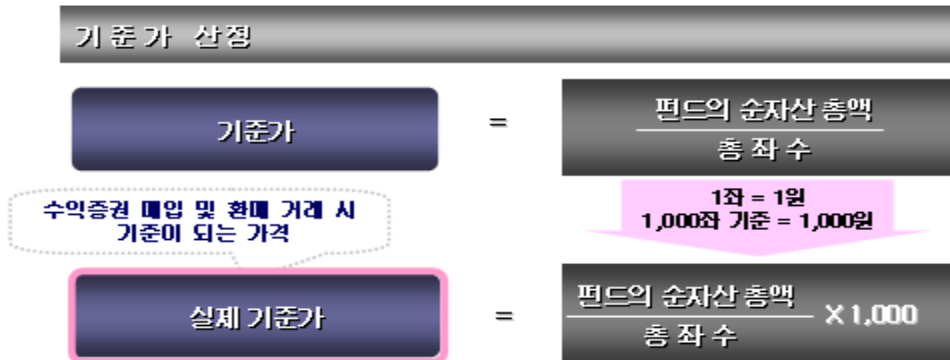 기준가 산정
기준가
=
펀드의 순자산 총액
총 좌 수
수익증권 매입 및 환매 거래 시
기준이 되는 가격
1좌 = 1원
1,000좌 기준 = 1,000원
실제 기준가
=
펀드의 순자산 총액
총 좌 수
X 1,000